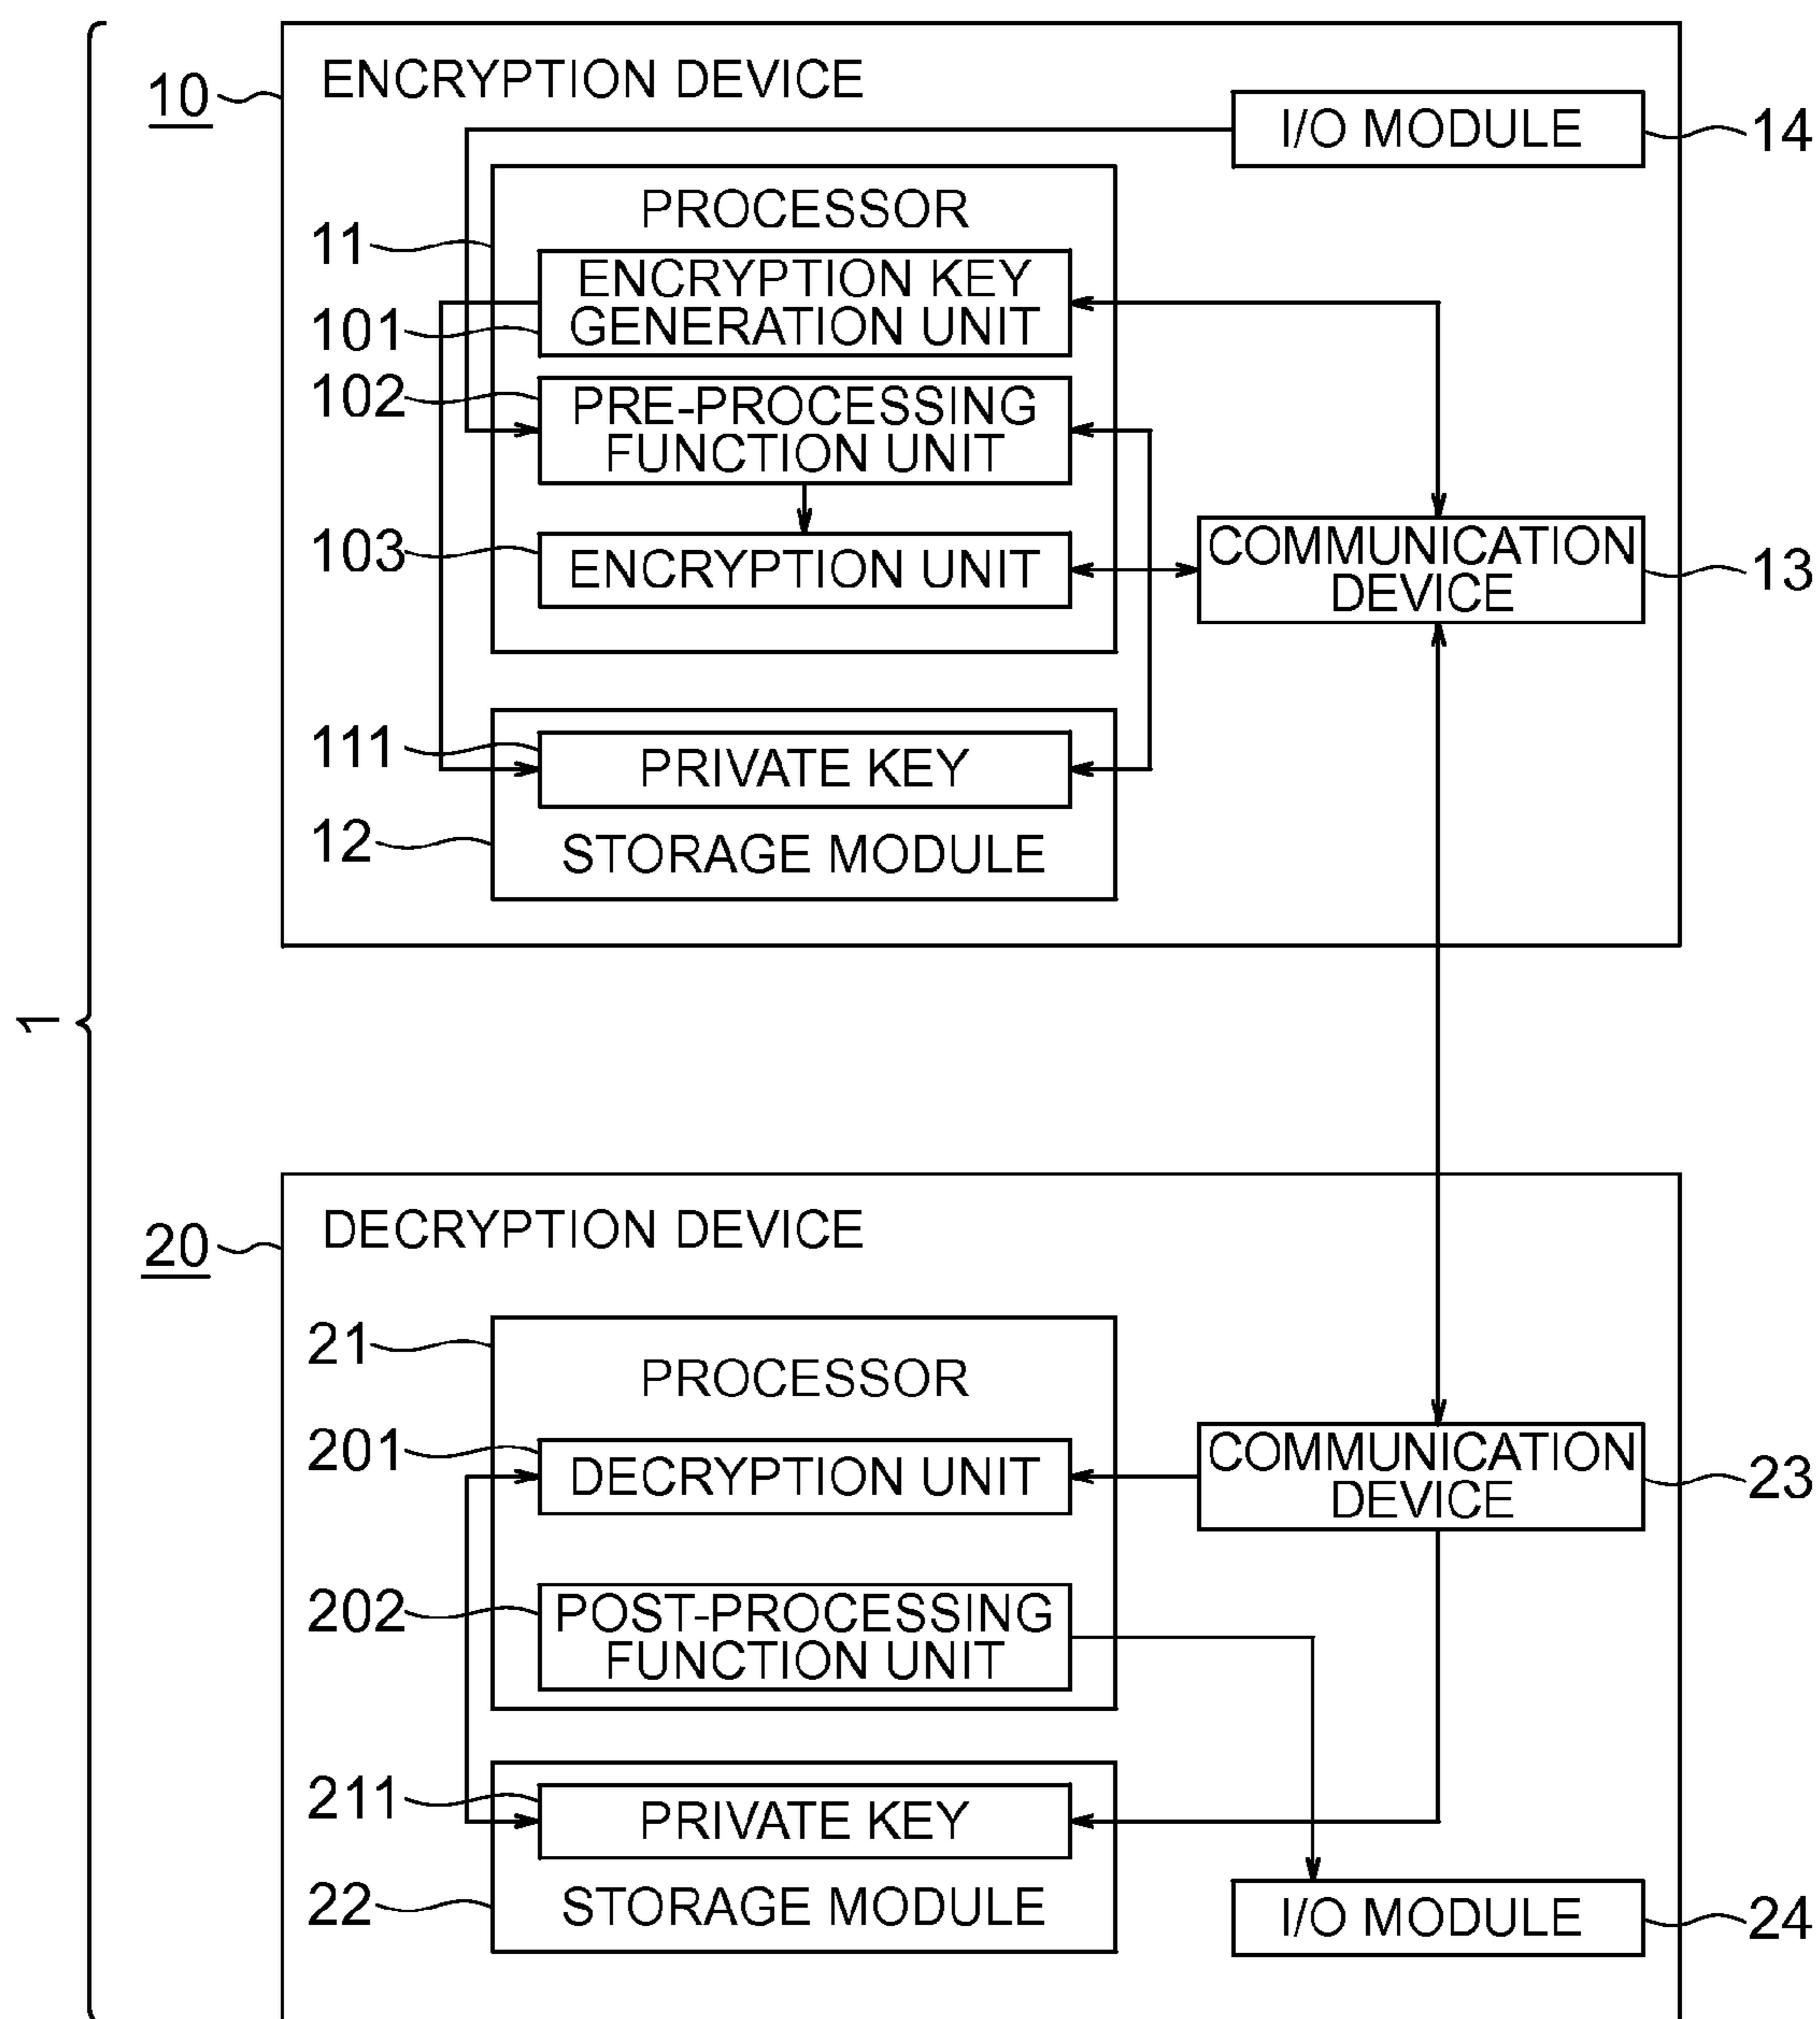 1
10
ENCRYPTION DEVICE
I/O MODULE
14
11
PROCESSOR
101
ENCRYPTION KEY
GENERATION UNIT
102
PRE-PROCESSING
FUNCTION UNIT
103
ENCRYPTION UNIT
COMMUNICATION
DEVICE
13
111
PRIVATE KEY
12
STORAGE MODULE
20
DECRYPTION DEVICE
21
PROCESSOR
201
DECRYPTION UNIT
COMMUNICATION
DEVICE
23
202
POST-PROCESSING
FUNCTION UNIT
211
PRIVATE KEY
22
STORAGE MODULE
I/O MODULE
24